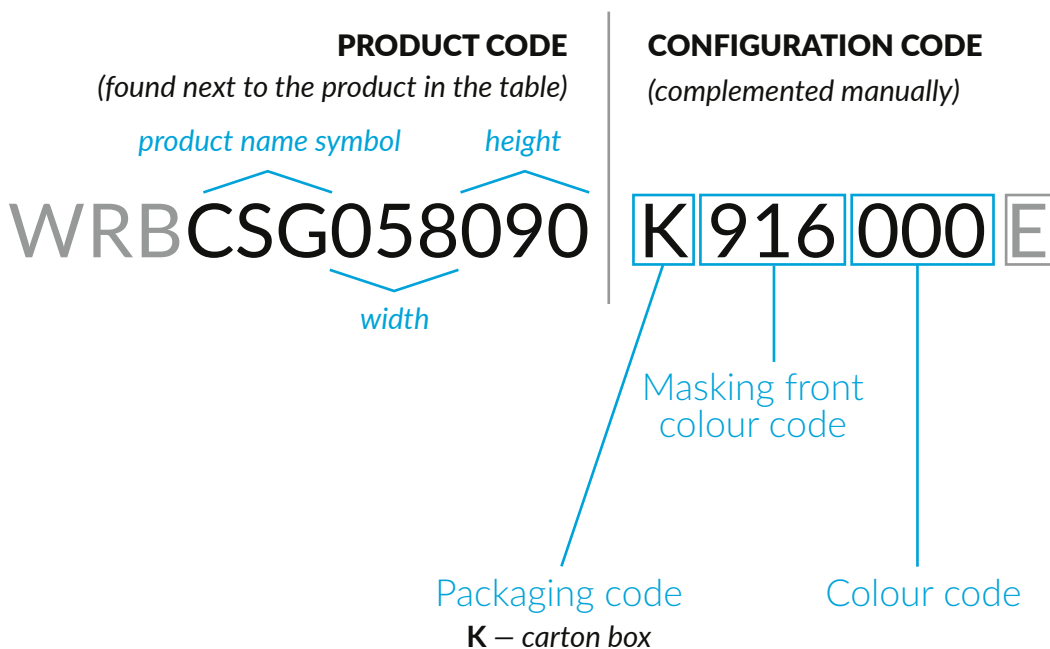 PRODUCT CODE
(found next to the product in the table)
CONFIGURATION CODE
(complemented manually)
product name symbol
height
WRBCSG058090 K 916 000 E
width
Masking front
colour code
Packaging code
K – carton box
Colour code